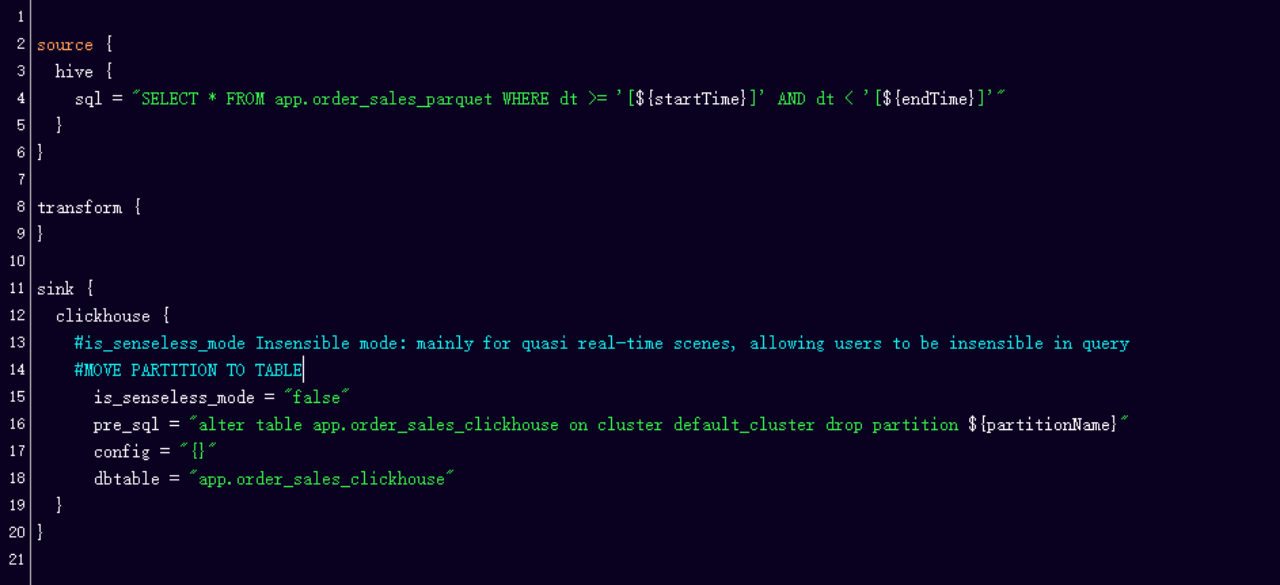 1
2 source {
3   hive {
4     sql = "SELECT * FROM app.order_sales_parquet WHERE dt >= '[${startTime}]' AND dt < '[${endTime}]'"
5   }
6 }
7
8 transform {
9 }
10
11 sink {
12   clickhouse {
13     #is_senseless_mode Insensible mode: mainly for quasi real-time scenes, allowing users to be insensible in query
14     #MOVE PARTITION TO TABLE
15       is_senseless_mode = "false"
16       pre_sql = "alter table app.order_sales_clickhouse on cluster default_cluster drop partition ${partitionName}"
17       config = "{}"
18       dbtable = "app.order_sales_clickhouse"
19   }
20 }
21